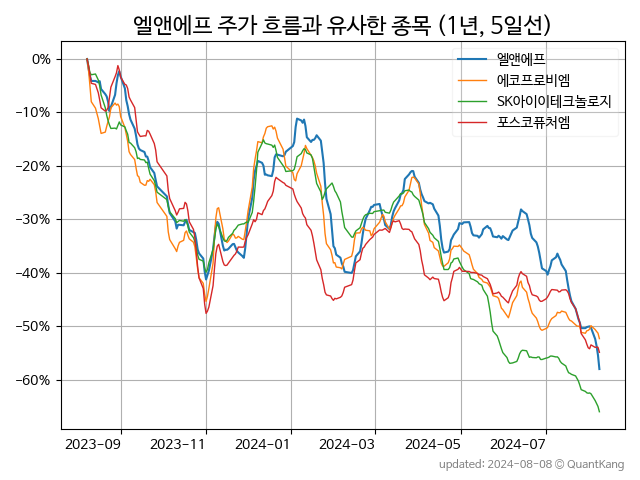 엘앤에프 주가 흐름과 유사한 종목 (1년, 5일선)
엘앤에프
에코프로비엠
SK아이이테크놀로지
포스코퓨처엠
0%
−10%
−20%
−30%
−40%
−50%
−60%
2023-09
2023-11
2024-01
2024-03
2024-05
2024-07
updated: 2024-08-08 © QuantKang